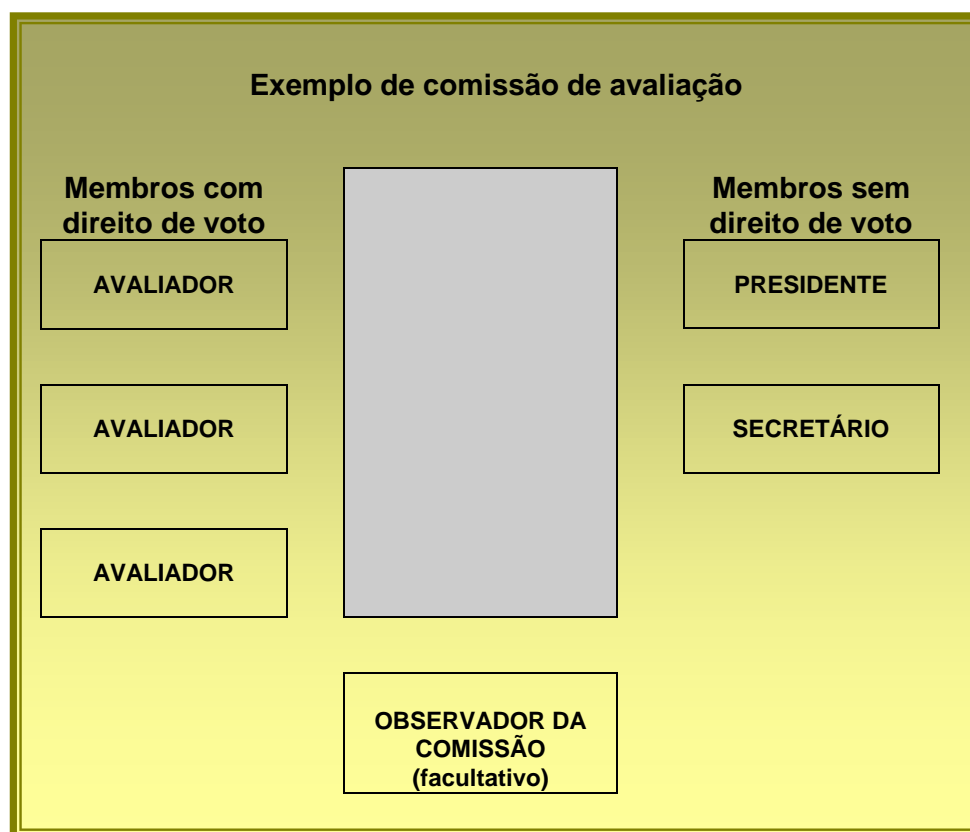 Exemplo de comissão de avaliação
Membros com
direito de voto
AVALIADOR
AVALIADOR
AVALIADOR
Membros sem
direito de voto
PRESIDENTE
SECRETÁRIO
OBSERVADOR DA
COMISSÃO
(facultativo)